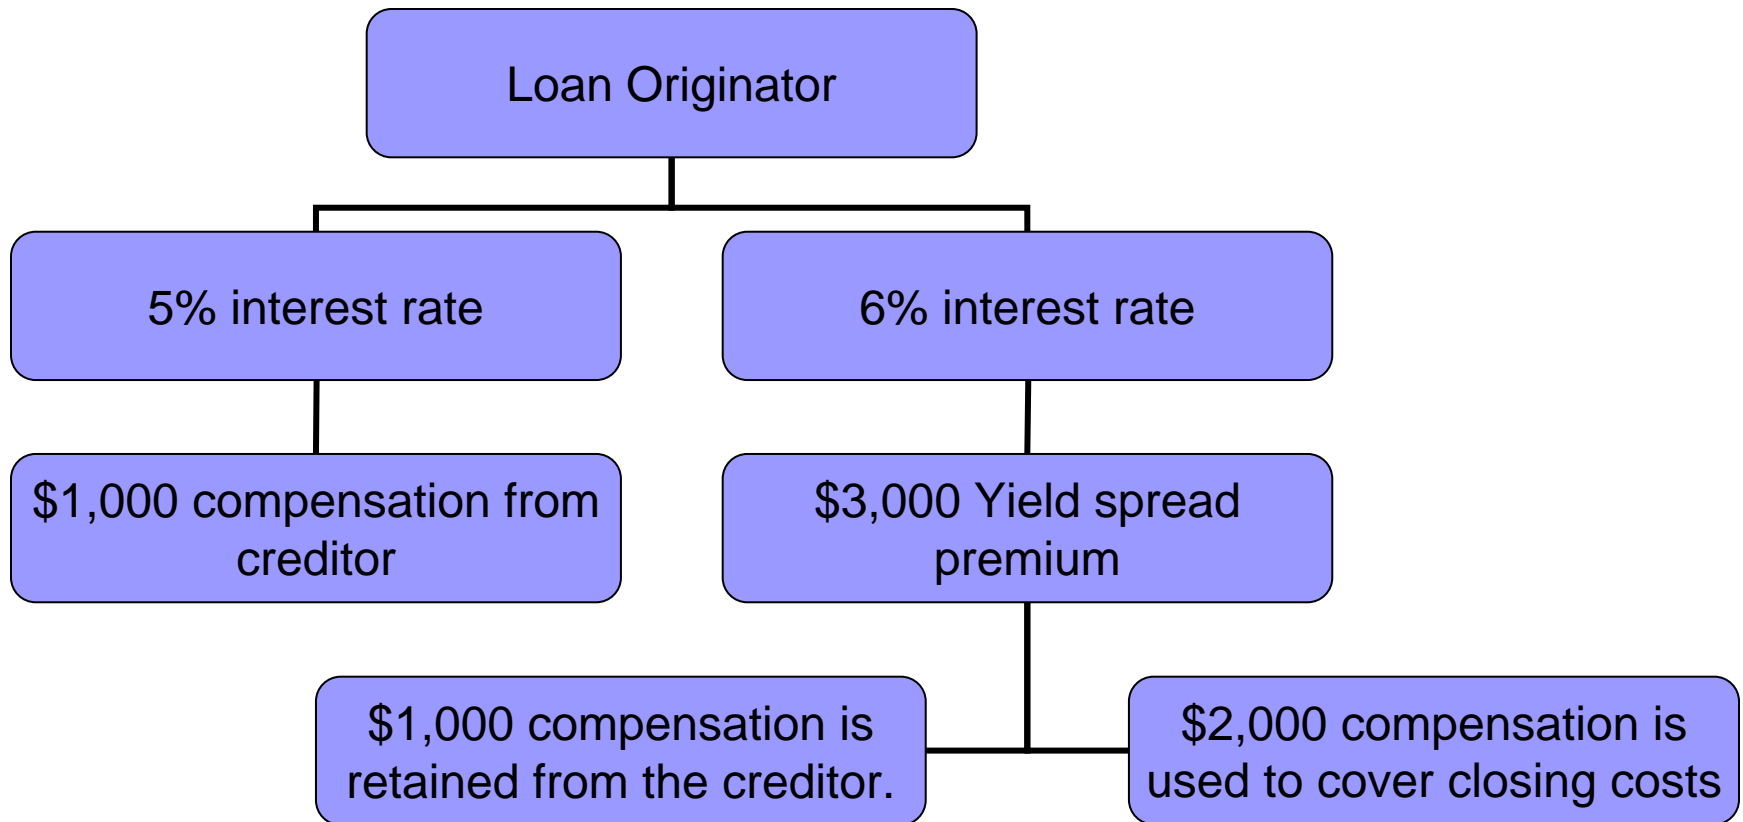 Loan Originator
5% interest rate
6% interest rate
$1,000 compensation from
creditor
$3,000 Yield spread
premium
$1,000 compensation is
retained from the creditor.
$2,000 compensation is
used to cover closing costs